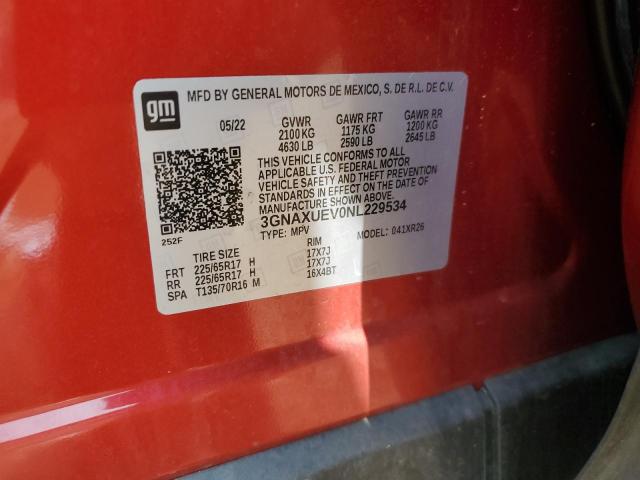 gm
MFD BY GENERAL MOTORS DE MEXICO, S. DE R.L. DE C.V.
05/22 GVWR GAWR FRT GAWR RR
2100 KG 1175 KG 1200 KG
4630 LB 2590 LB 2645 LB
THIS VEHICLE CONFORMS TO ALL
APPLICABLE U.S. FEDERAL MOTOR
VEHICLE SAFETY AND THEFT PREVENTION
STANDARDS IN EFFECT ON THE DATE OF
MANUFACTURE SHOWN ABOVE.
3GNAXUEV0NL229534
TYPE: MPV MODEL: 041XR26
252F
TIRE SIZE RIM
FRT 225/65R17 H 17X7J
RR 225/65R17 H 17X7J
SPA T135/70R16 M 16X4BT